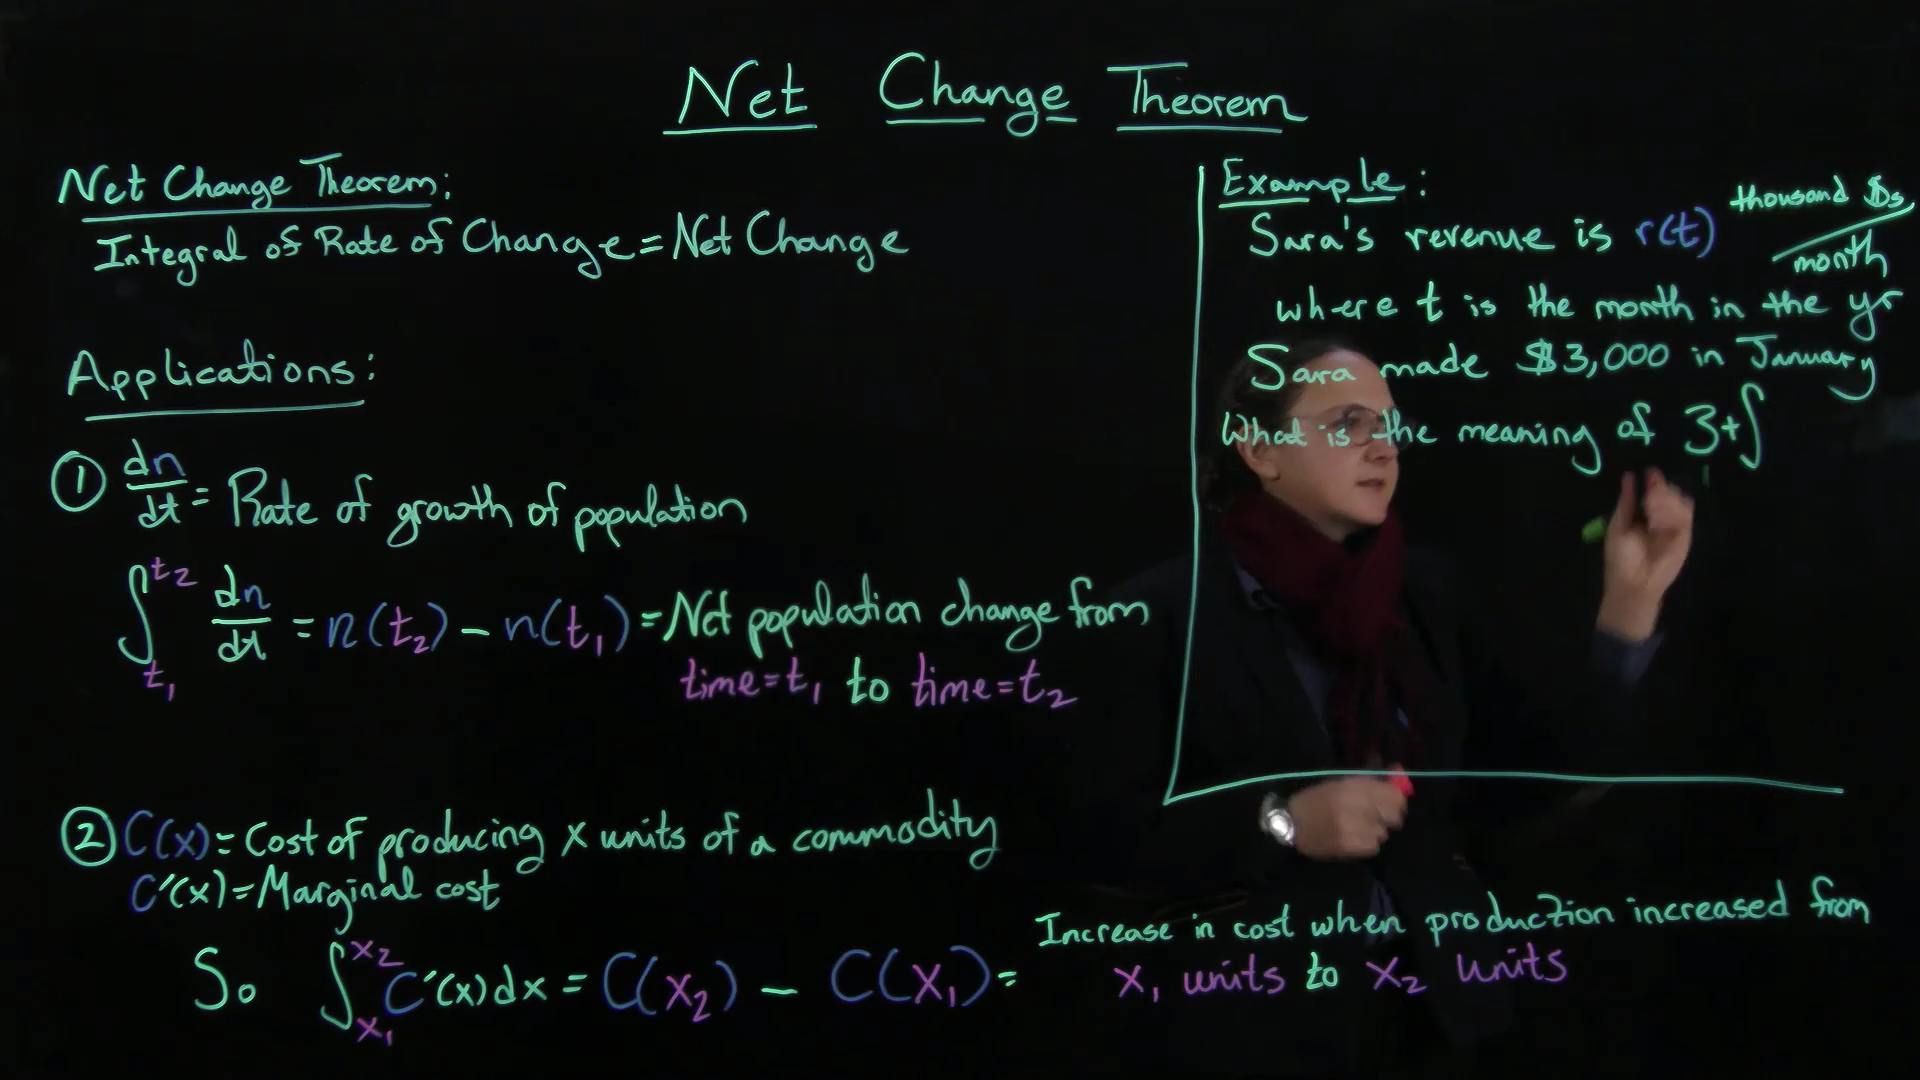 Net Change Theorem
Net Change Theorem:
Integral of Rate of Change = Net Change
Applications:
① dn/dt = Rate of growth of population
∫_{t₁}^{t₂} dn/dt = n(t₂) - n(t₁) = Net population change from
time = t₁ to time = t₂
② C(x) = Cost of producing x units of a commodity
C'(x) = Marginal cost
So ∫_{x₁}^{x₂} C'(x)dx = C(x₂) - C(x₁) = Increase in cost when production increased from
x₁ units to x₂ units
Example:
Sara's revenue is r(t) thousand $s/month
where t is the month in the yr
Sara made $3,000 in January
What is the meaning of 3+∫